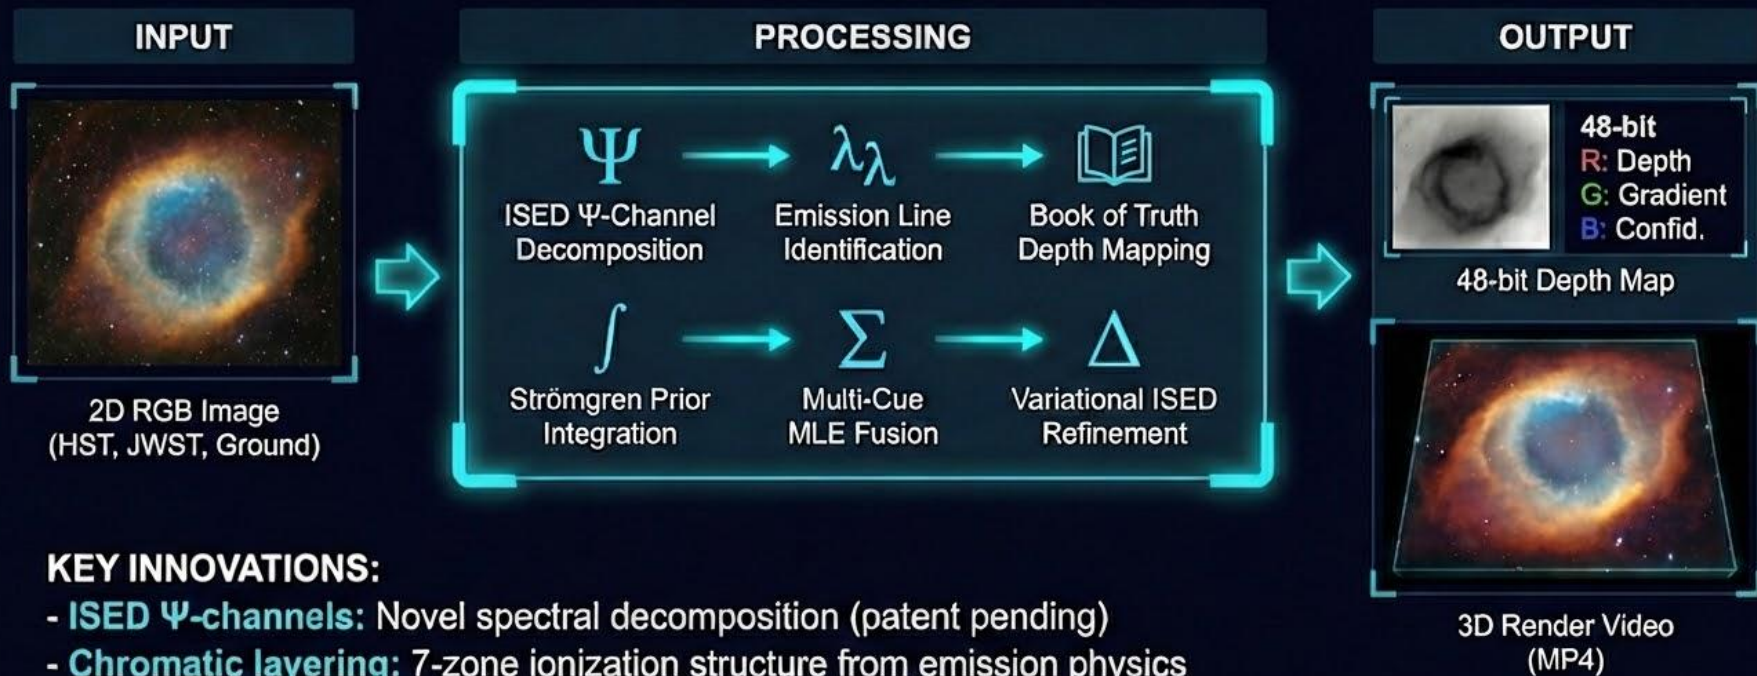 INPUT
2D RGB Image
(HST, JWST, Ground)
PROCESSING
Ψ
λλ
ISED Ψ-Channel
Decomposition
Emission Line
Identification
Book of Truth
Depth Mapping
∫
Σ
Δ
Strömgren Prior
Integration
Multi-Cue
MLE Fusion
Variational ISED
Refinement
OUTPUT
48-bit
R: Depth
G: Gradient
B: Confid.
48-bit Depth Map
3D Render Video
(MP4)
KEY INNOVATIONS:
- ISED Ψ-channels: Novel spectral decomposition (patent pending)
- Chromatic layering: 7-zone ionization structure from emission physics